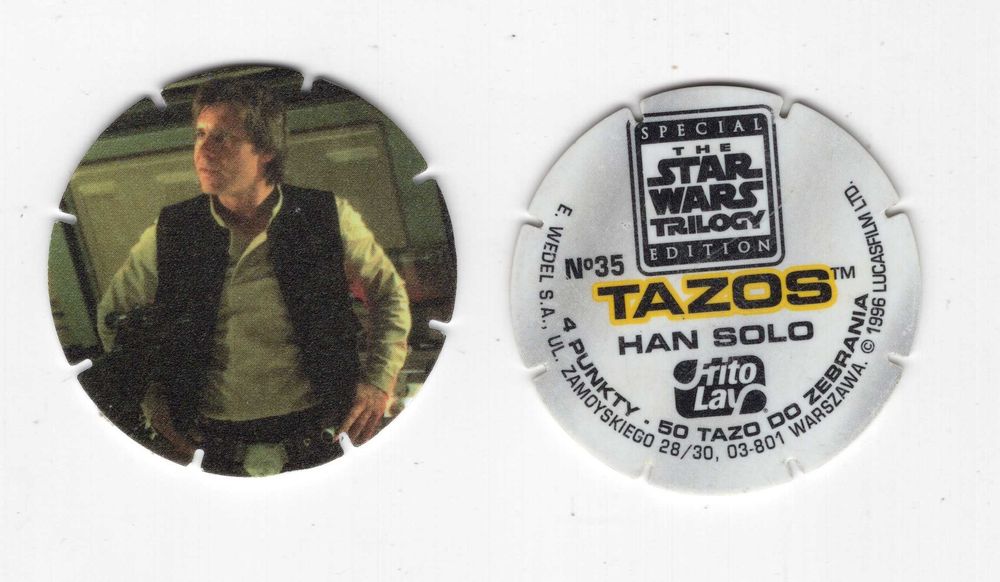 SPECIAL
THE
STAR
WARS
TRILOGY
EDITION
Nº35
TAZOS™
HAN SOLO
Frito
Lay®
4 PUNKTY · 50 TAZO DO ZEBRANIA
E. WEDEL S.A., UL. ZAMOYSKIEGO 28/30, 03-801 WARSZAWA. © 1996 LUCASFILM LTD.